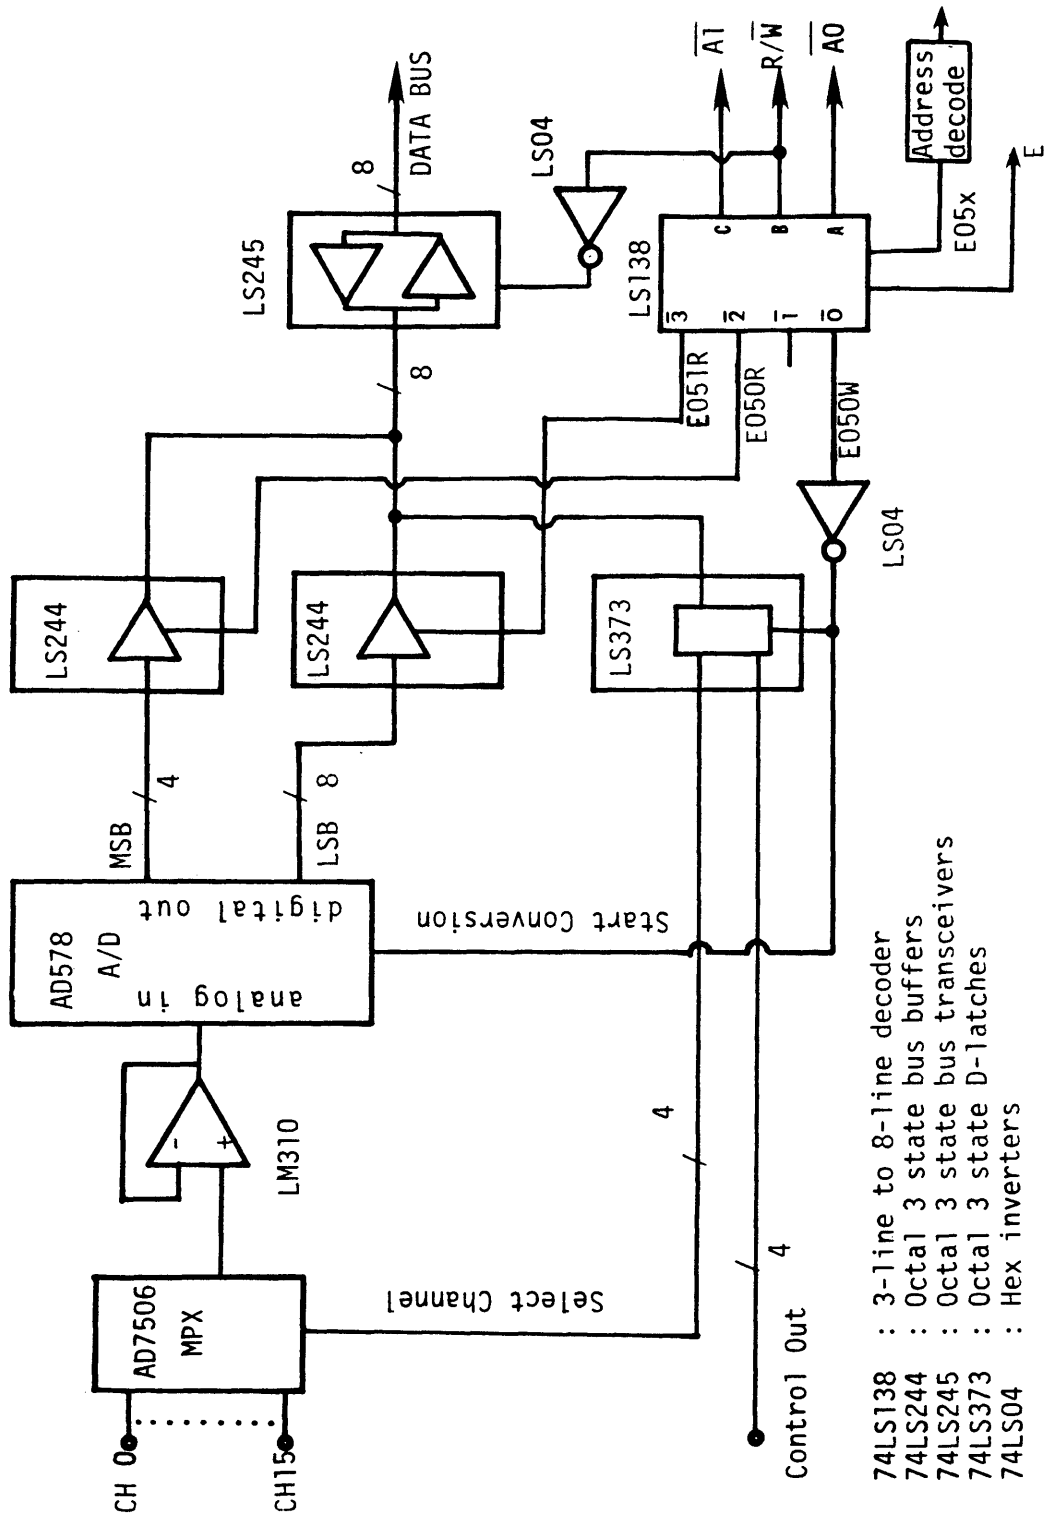 CH 0
CH15
AD7506
MPX
LM310
AD578
A/D
analog in
digital out
MSB
4
LSB
8
LS244
LS244
LS373
LS245
8
8
DATA BUS
LS04
LS138
3
2
1
0
C
B
A
A1
R/W
A0
Address
decode
E05x
E
E051R
E050R
E050W
LS04
Start Conversion
Select Channel
4
4
Control Out
74LS138 : 3-line to 8-line decoder
74LS244 : Octal 3 state bus buffers
74LS245 : Octal 3 state bus transceivers
74LS373 : Octal 3 state D-latches
74LS04 : Hex inverters